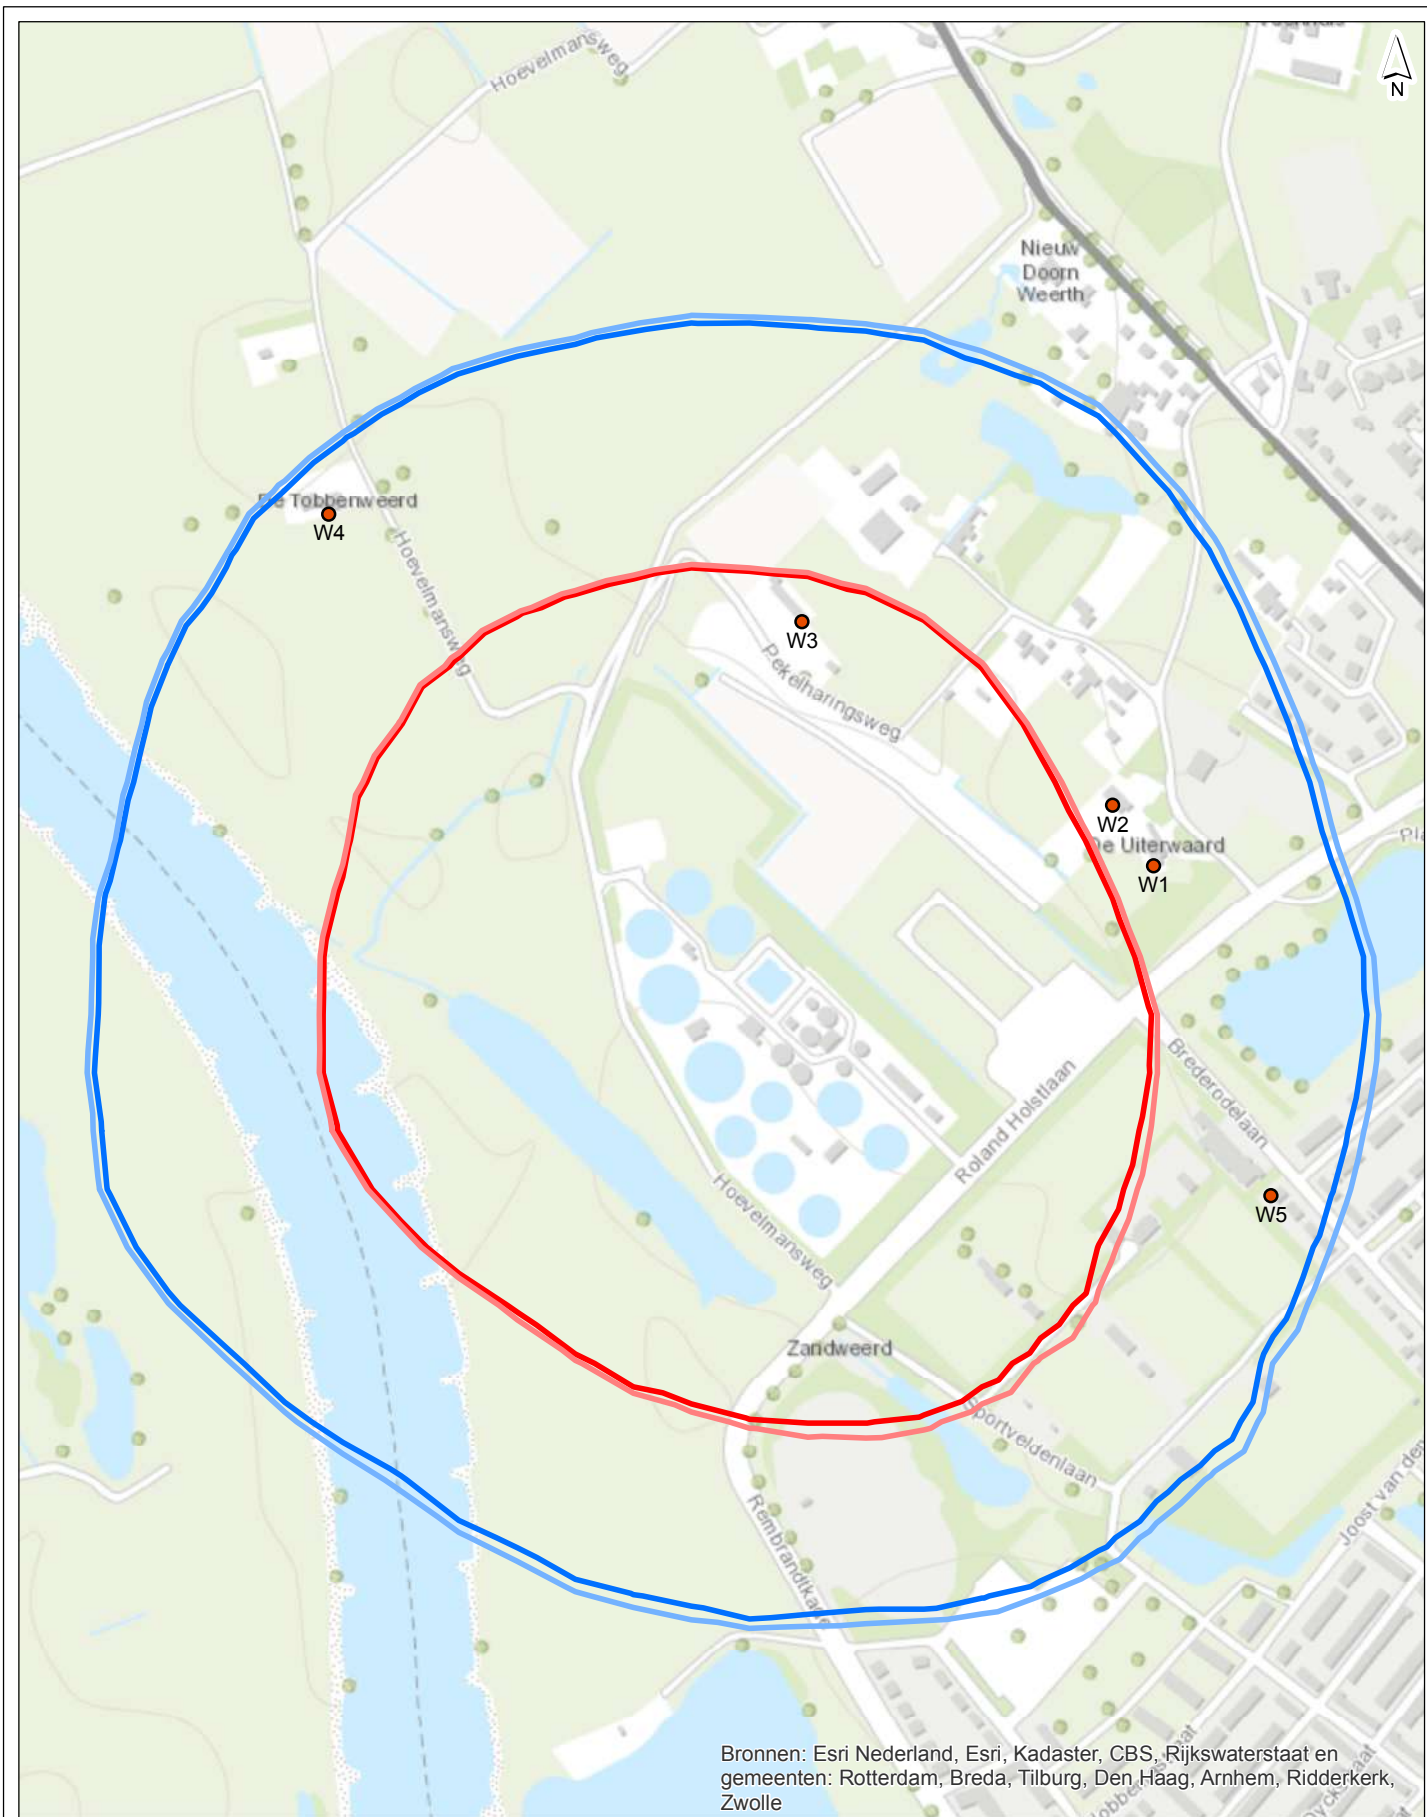 Hoevelmansweg
N
Nieuw
Doorn
Weerth
De Tobbenweerd
W4
Hoevelmansweg
W3
Pekelharingsweg
W2
De Uiterwaard
W1
Brederodelaan
Roland Holstlaan
W5
Hoevelmansweg
Zandweerd
Sportveldenlaan
Joost van den
Rembrandtkade
Bronnen: Esri Nederland, Esri, Kadaster, CBS, Rijkswaterstaat en
gemeenten: Rotterdam, Breda, Tilburg, Den Haag, Arnhem, Ridderkerk,
Zwolle